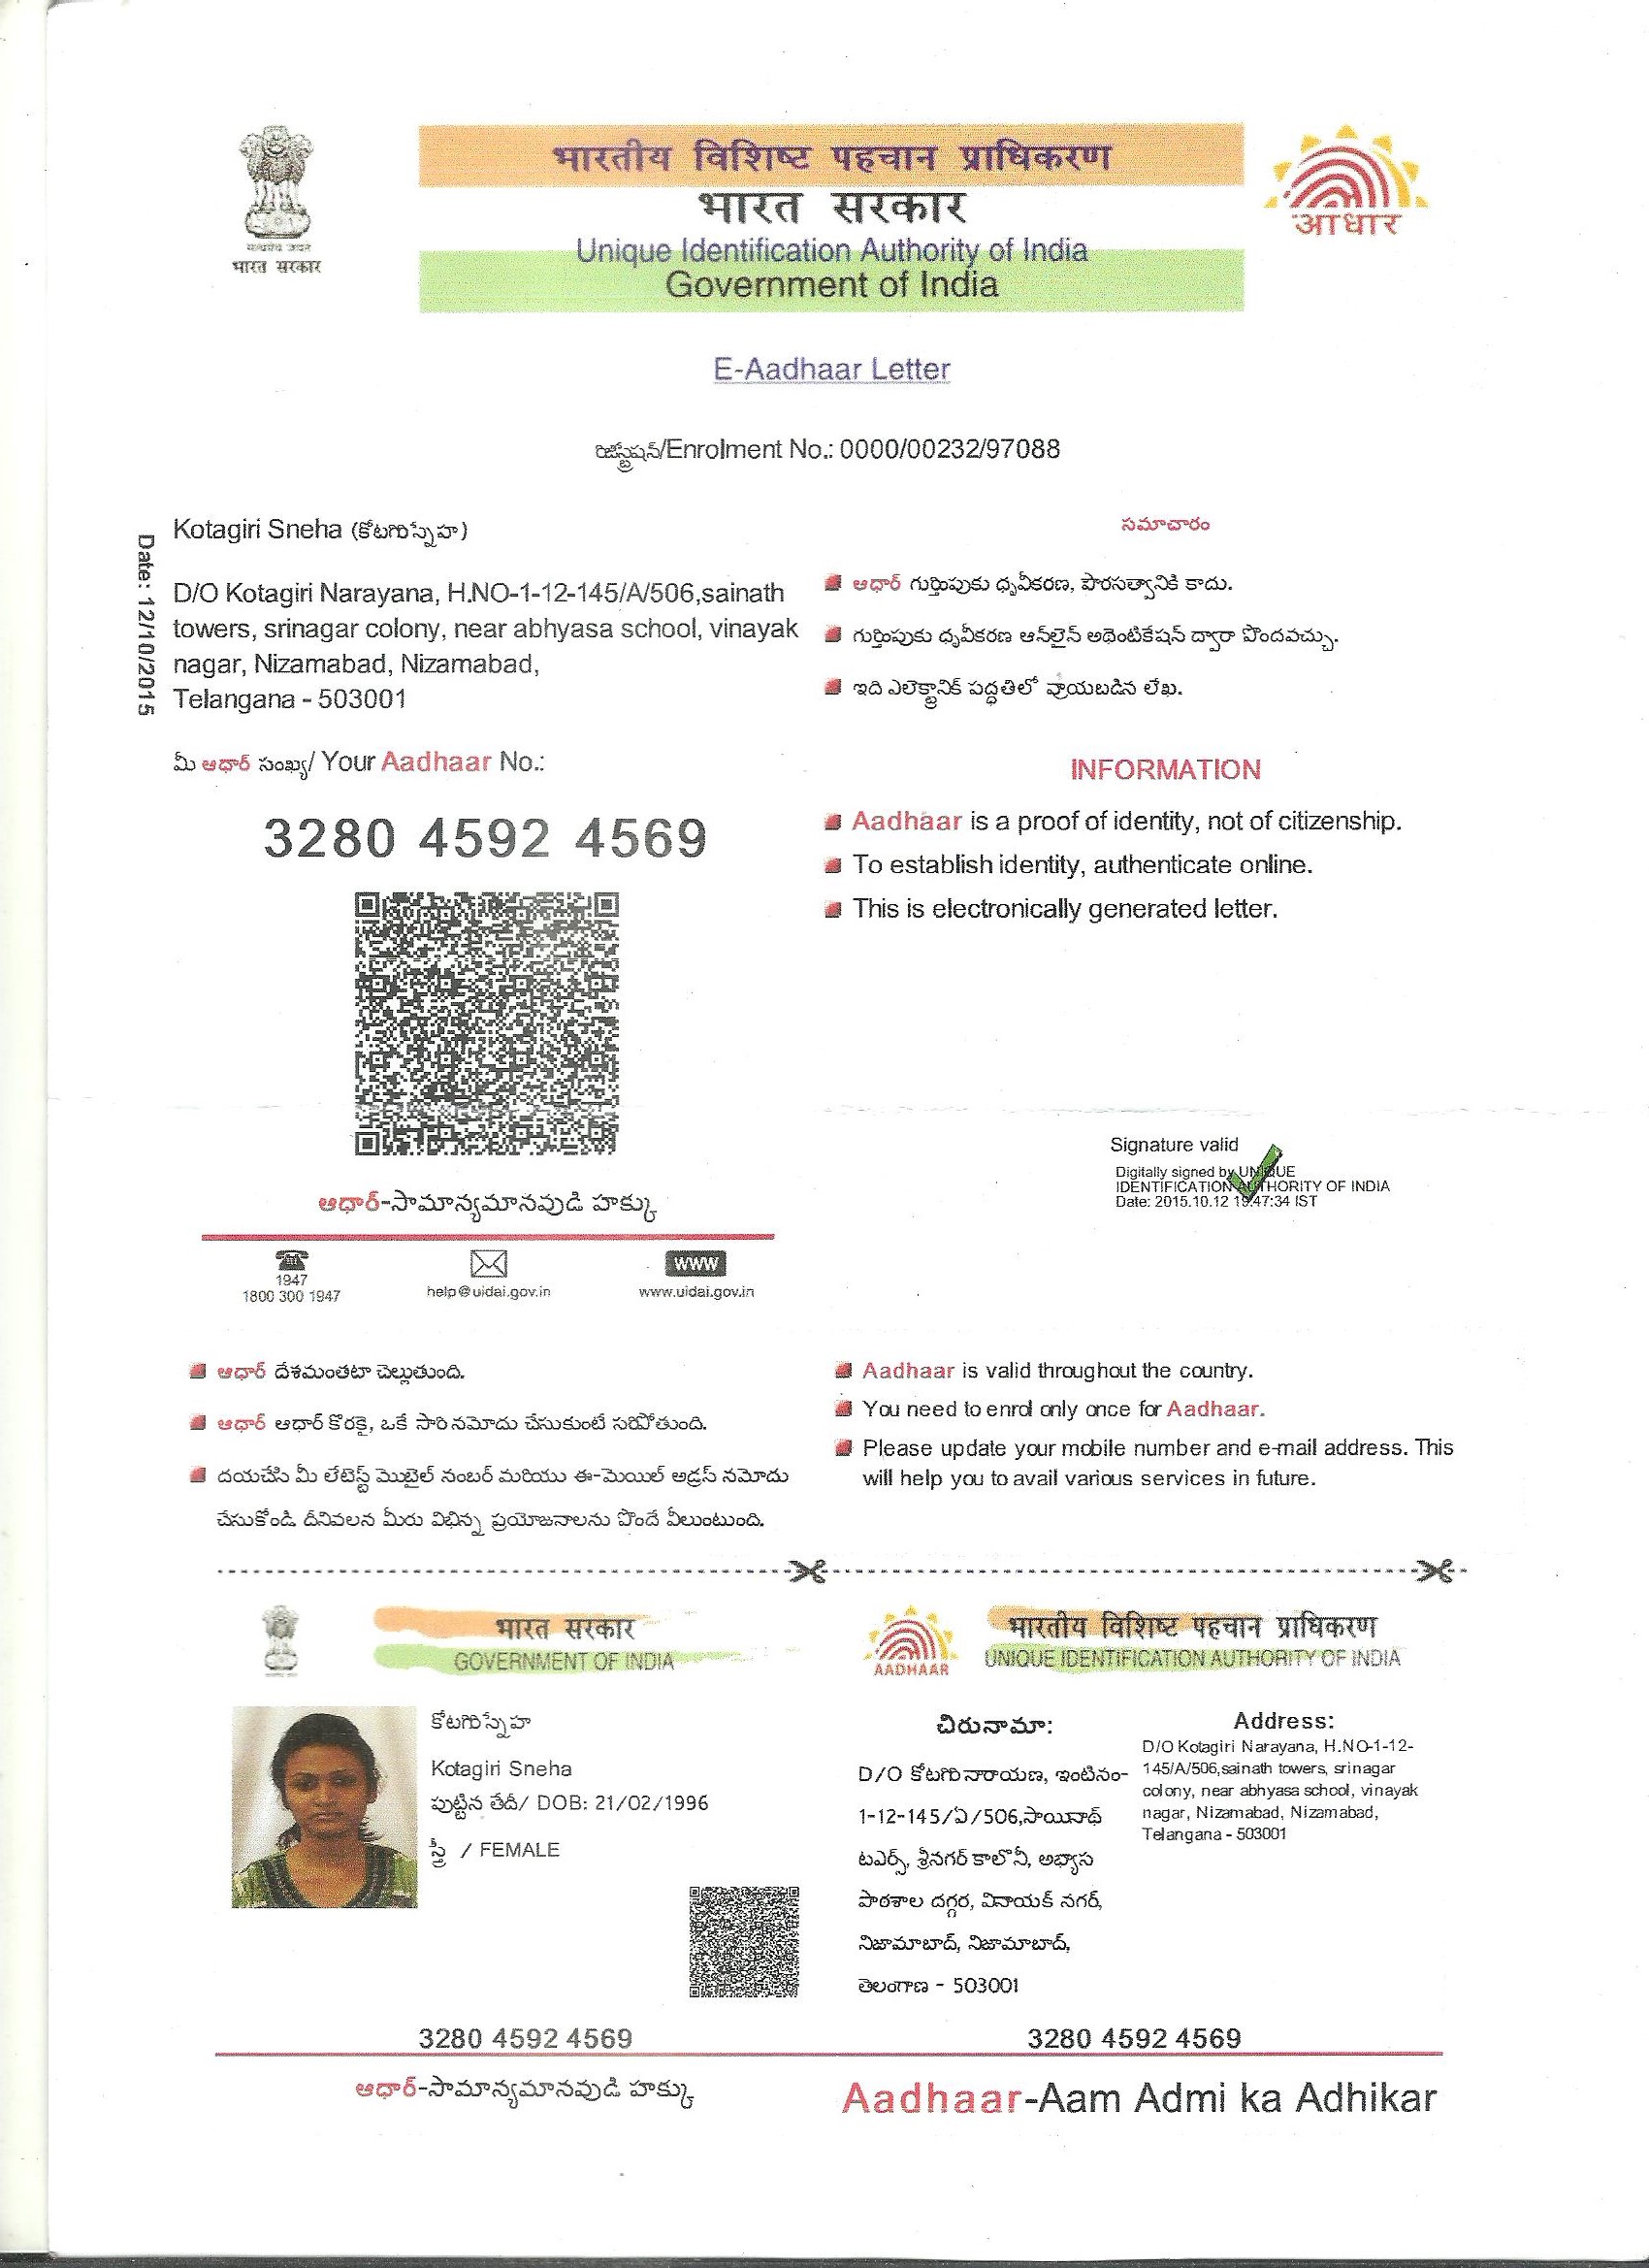 भारतीय विशिष्ट पहचान प्राधिकरण
भारत सरकार
Unique Identification Authority of India
Government of India
सत्यमेव जयते
भारत सरकार
आधार
E-Aadhaar Letter
రిజిస్ట్రేషన్/Enrolment No.: 0000/00232/97088
Date: 12/10/2015
Kotagiri Sneha (కోటగిరిస్నేహ)
D/O Kotagiri Narayana, H.NO-1-12-145/A/506,sainath
towers, srinagar colony, near abhyasa school, vinayak
nagar, Nizamabad, Nizamabad,
Telangana - 503001
మీ ఆధార్ సంఖ్య/ Your Aadhaar No.:
3280 4592 4569
ఆధార్-సామాన్యమానవుడి హక్కు
1947
1800 300 1947
help@uidai.gov.in
www
www.uidai.gov.in
సమాచారం
ఆధార్ గుర్తింపుకు ధృవీకరణ, పౌరసత్వానికి కాదు.
గుర్తింపుకు ధృవీకరణ ఆన్‌లైన్ అథెంటికేషన్ ద్వారా పొందవచ్చు.
ఇది ఎలెక్ట్రానిక్ పద్ధతిలో వ్రాయబడిన లేఖ.
INFORMATION
Aadhaar is a proof of identity, not of citizenship.
To establish identity, authenticate online.
This is electronically generated letter.
Signature valid
Digitally signed by UNIQUE
IDENTIFICATION AUTHORITY OF INDIA
Date: 2015.10.12 19:47:34 IST
ఆధార్ దేశమంతటా చెల్లుతుంది.
ఆధార్ ఆధార్ కొరకై, ఒకే సారి నమోదు చేసుకుంటే సరిపోతుంది.
దయచేసి మీ లేటెస్ట్ మొబైల్ నంబర్ మరియు ఈ-మెయిల్ అడ్రస్ నమోదు
చేసుకోండి. దీనివలన మీరు విభిన్న ప్రయోజనాలను పొందే వీలుంటుంది.
Aadhaar is valid throughout the country.
You need to enrol only once for Aadhaar.
Please update your mobile number and e-mail address. This
will help you to avail various services in future.
भारत सरकार
GOVERNMENT OF INDIA
కోటగిరిస్నేహ
Kotagiri Sneha
పుట్టిన తేదీ/ DOB: 21/02/1996
స్త్రీ / FEMALE
3280 4592 4569
ఆధార్-సామాన్యమానవుడి హక్కు
AADHAAR
भारतीय विशिष्ट पहचान प्राधिकरण
UNIQUE IDENTIFICATION AUTHORITY OF INDIA
చిరునామా:
D/O కోటగిరి నారాయణ, ఇంటినం-
1-12-145/ఏ/506,సాయినాథ్
టవర్స్, శ్రీనగర్ కాలొనీ, అభ్యాస
పాఠశాల దగ్గర, వినాయక్ నగర్,
నిజామాబాద్, నిజామాబాద్,
తెలంగాణ - 503001
Address:
D/O Kotagiri Narayana, H.NO-1-12-
145/A/506,sainath towers, srinagar
colony, near abhyasa school, vinayak
nagar, Nizamabad, Nizamabad,
Telangana - 503001
3280 4592 4569
Aadhaar-Aam Admi ka Adhikar